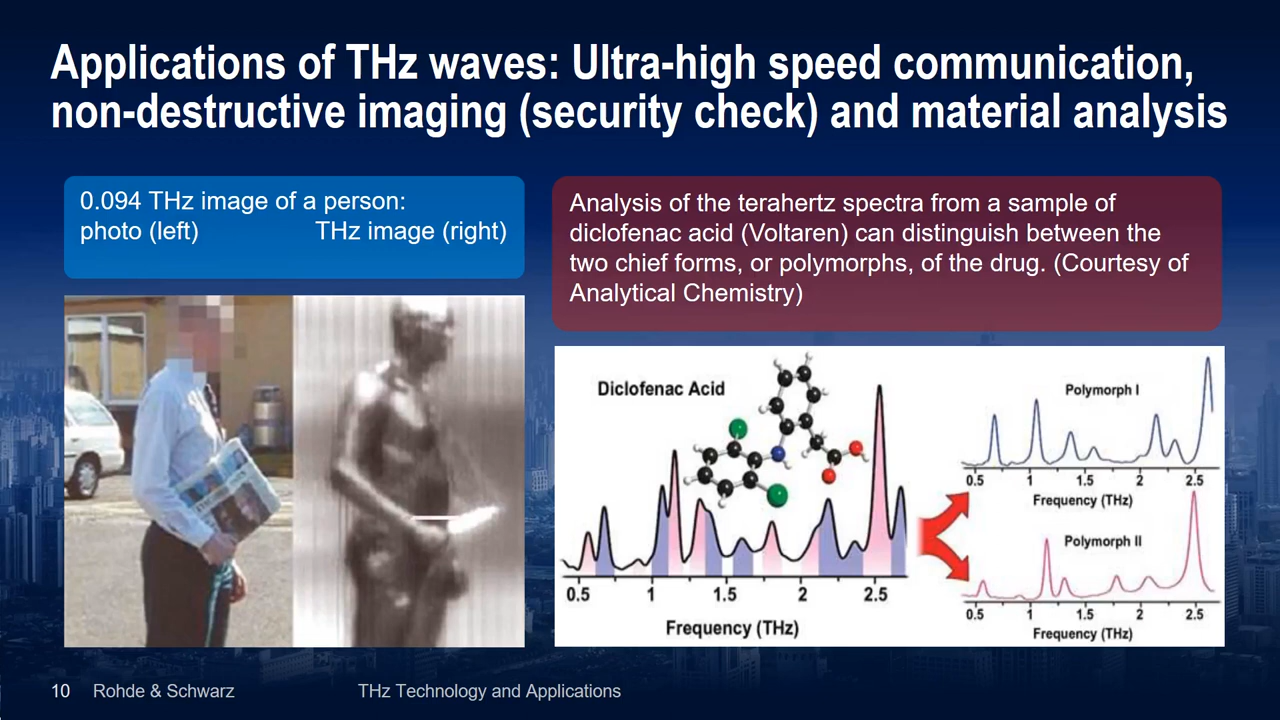 Applications of THz waves: Ultra-high speed communication,
non-destructive imaging (security check) and material analysis
0.094 THz image of a person:
photo (left) THz image (right)
Analysis of the terahertz spectra from a sample of
diclofenac acid (Voltaren) can distinguish between the
two chief forms, or polymorphs, of the drug. (Courtesy of
Analytical Chemistry)
Diclofenac Acid
0.5 1 1.5 2 2.5
Frequency (THz)
Polymorph I
0.5 1 1.5 2 2.5
Frequency (THz)
Polymorph II
0.5 1 1.5 2 2.5
Frequency (THz)
10 Rohde & Schwarz THz Technology and Applications